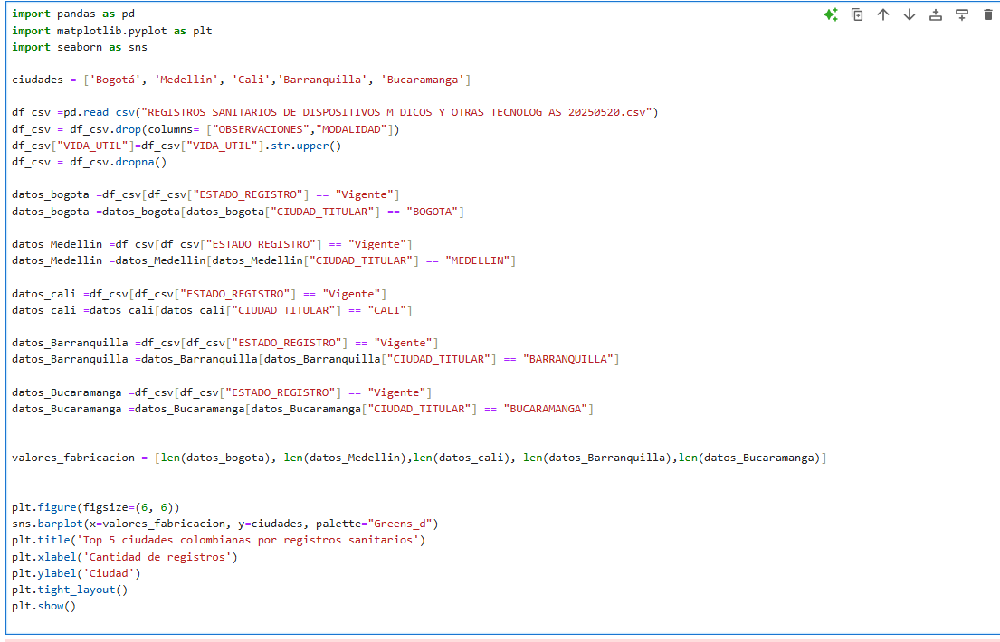 import pandas as pd
import matplotlib.pyplot as plt
import seaborn as sns
ciudades = ['Bogotá', 'Medellin', 'Cali','Barranquilla', 'Bucaramanga']
df_csv =pd.read_csv("REGISTROS_SANITARIOS_DE_DISPOSITIVOS_M_DICOS_Y_OTRAS_TECNOLOG_AS_20250520.csv")
df_csv = df_csv.drop(columns= ["OBSERVACIONES","MODALIDAD"])
df_csv["VIDA_UTIL"]=df_csv["VIDA_UTIL"].str.upper()
df_csv = df_csv.dropna()
datos_bogota =df_csv[df_csv["ESTADO_REGISTRO"] == "Vigente"]
datos_bogota =datos_bogota[datos_bogota["CIUDAD_TITULAR"] == "BOGOTA"]
datos_Medellin =df_csv[df_csv["ESTADO_REGISTRO"] == "Vigente"]
datos_Medellin =datos_Medellin[datos_Medellin["CIUDAD_TITULAR"] == "MEDELLIN"]
datos_cali =df_csv[df_csv["ESTADO_REGISTRO"] == "Vigente"]
datos_cali =datos_cali[datos_cali["CIUDAD_TITULAR"] == "CALI"]
datos_Barranquilla =df_csv[df_csv["ESTADO_REGISTRO"] == "Vigente"]
datos_Barranquilla =datos_Barranquilla[datos_Barranquilla["CIUDAD_TITULAR"] == "BARRANQUILLA"]
datos_Bucaramanga =df_csv[df_csv["ESTADO_REGISTRO"] == "Vigente"]
datos_Bucaramanga =datos_Bucaramanga[datos_Bucaramanga["CIUDAD_TITULAR"] == "BUCARAMANGA"]
valores_fabricacion = [len(datos_bogota), len(datos_Medellin),len(datos_cali), len(datos_Barranquilla),len(datos_Bucaramanga)]
plt.figure(figsize=(6, 6))
sns.barplot(x=valores_fabricacion, y=ciudades, palette="Greens_d")
plt.title('Top 5 ciudades colombianas por registros sanitarios')
plt.xlabel('Cantidad de registros')
plt.ylabel('Ciudad')
plt.tight_layout()
plt.show()